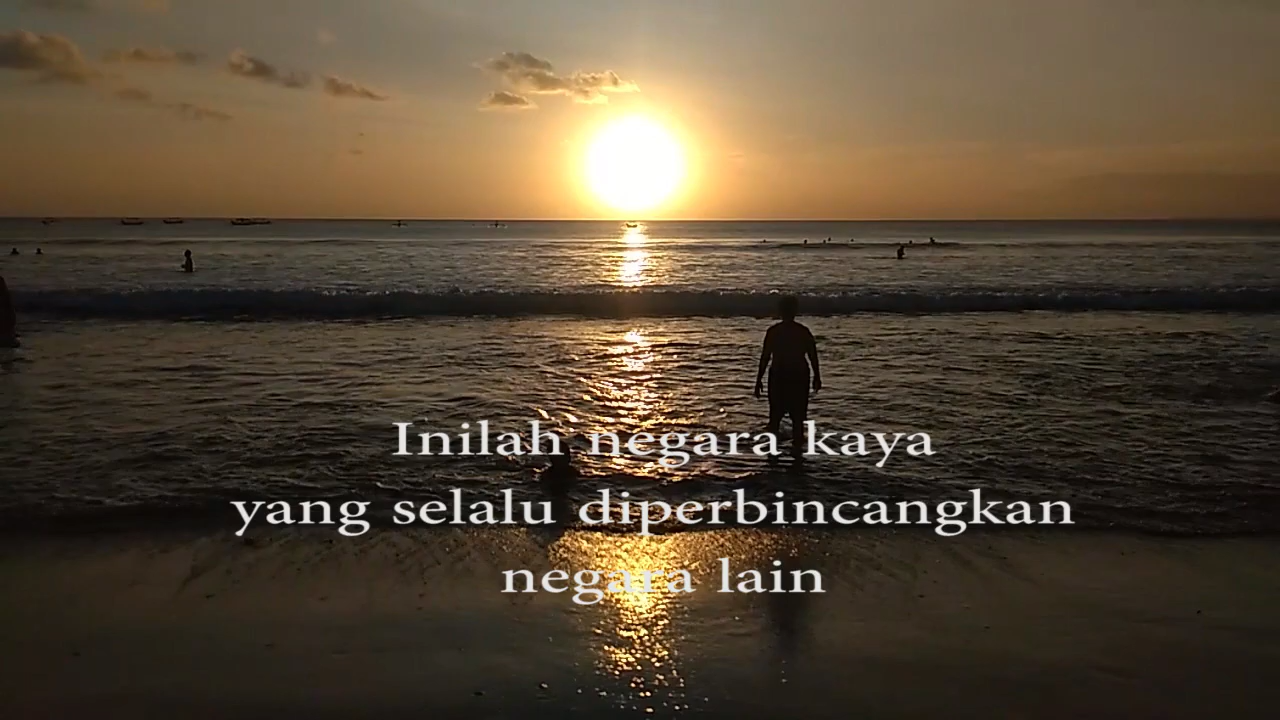 Inilah negara kaya
yang selalu diperbincangkan
negara lain